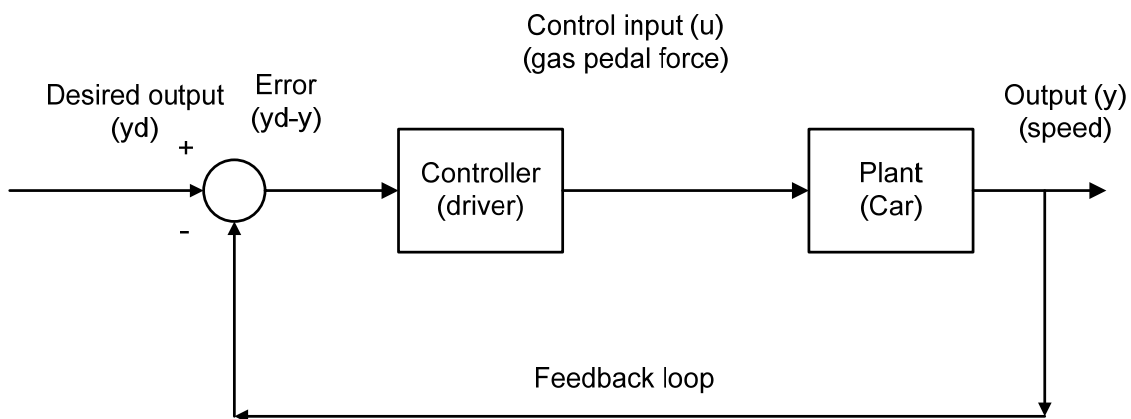 Control input (u)
(gas pedal force)
Desired output
(yd)
Error
(yd-y)
Output (y)
(speed)
+
-
Controller
(driver)
Plant
(Car)
Feedback loop